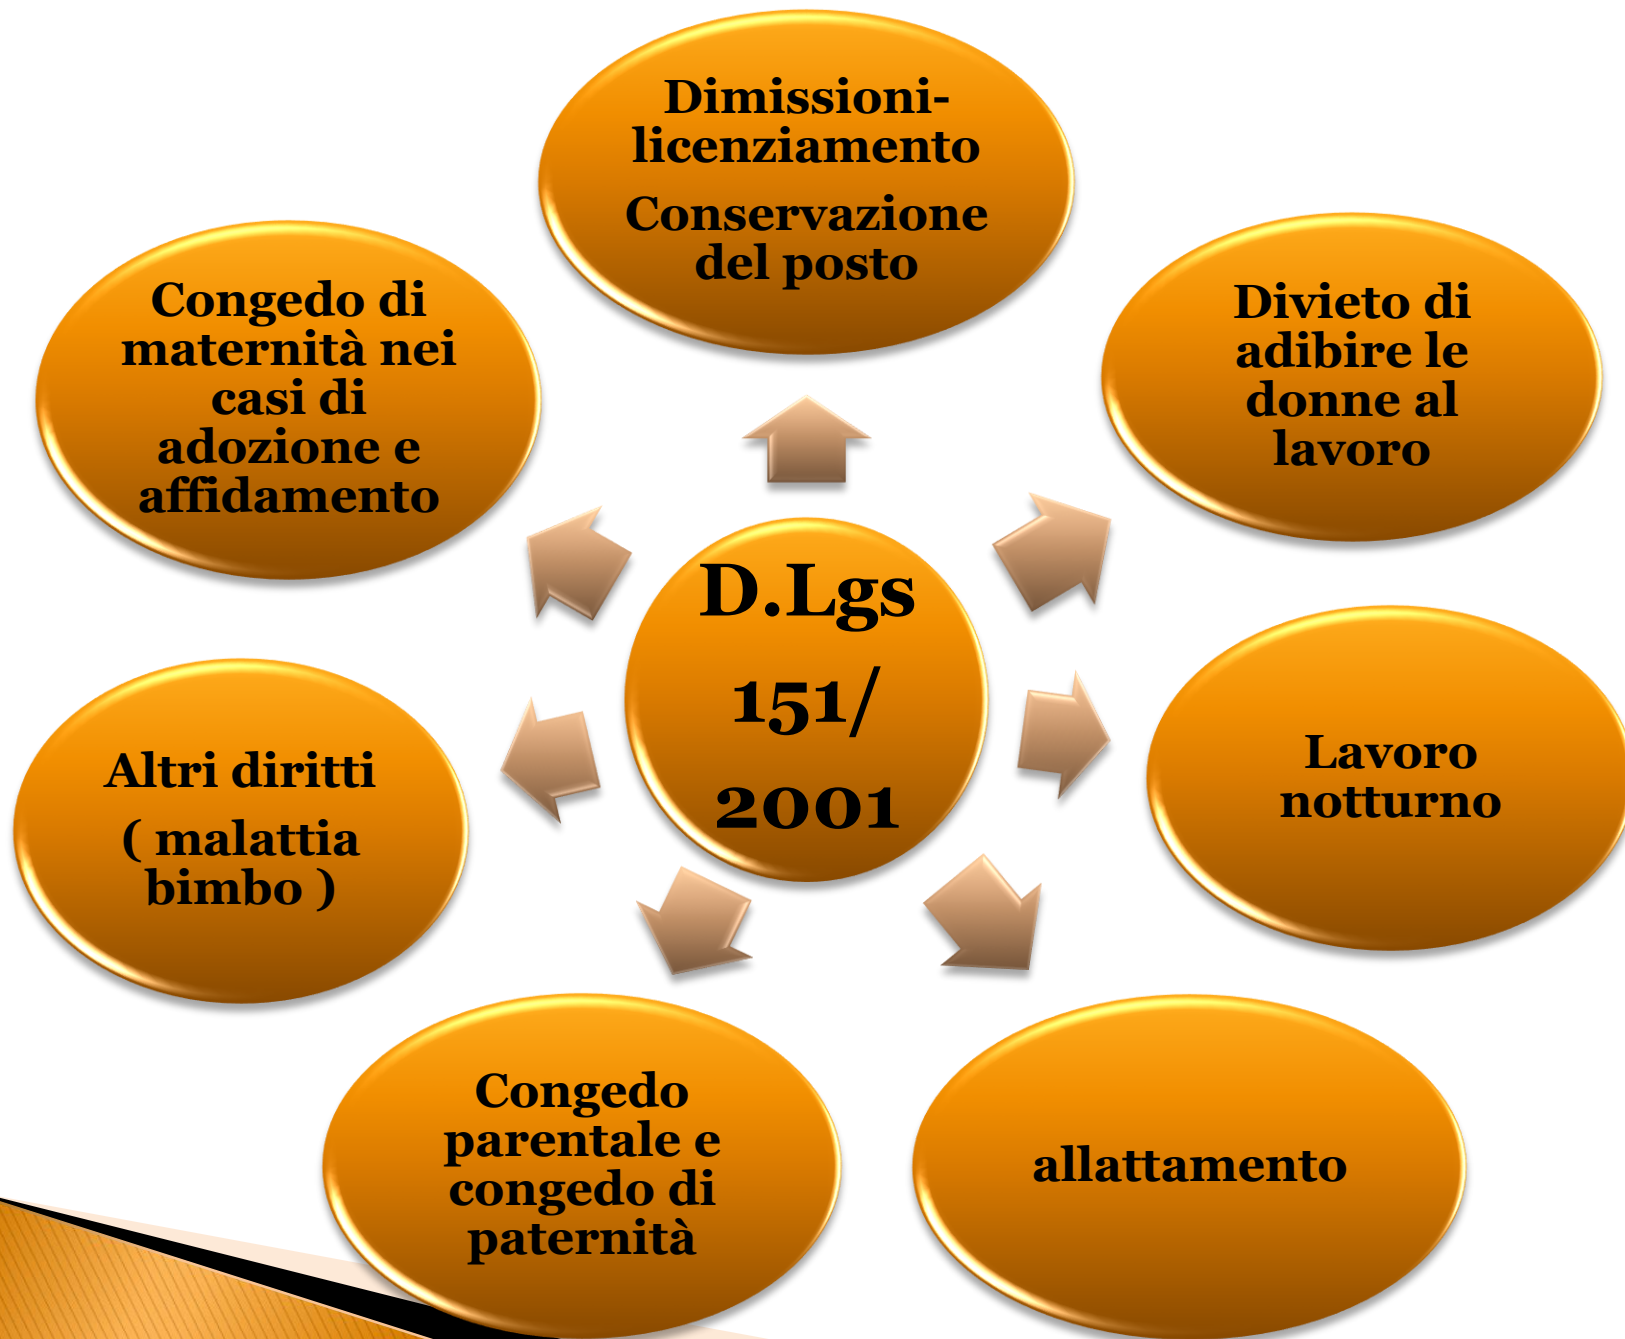 Dimissioni-
licenziamento
Conservazione
del posto
Divieto di
adibire le
donne al
lavoro
Lavoro
notturno
allattamento
Congedo
parentale e
congedo di
paternità
Altri diritti
( malattia
bimbo )
Congedo di
maternità nei
casi di
adozione e
affidamento
D.Lgs
151/
2001